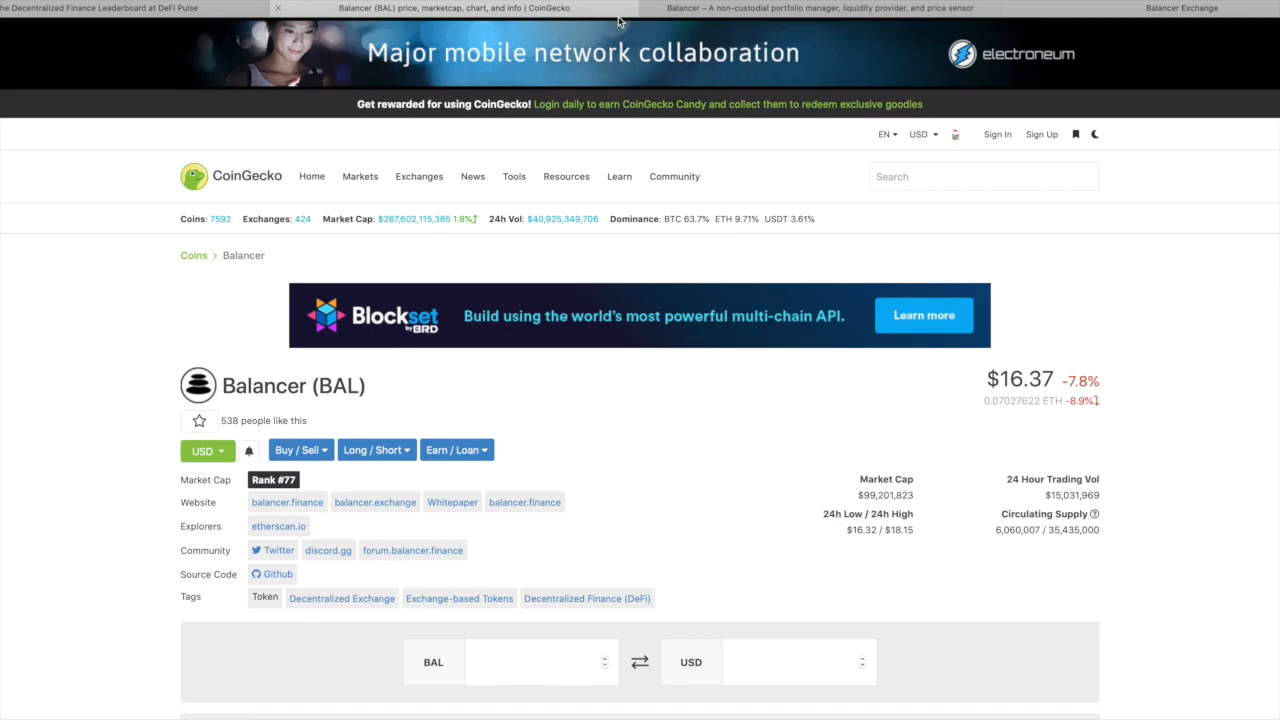 he Decentralized Finance Leaderboard at DeFi Pulse
Balancer (BAL) price, marketcap, chart, and info | CoinGecko
Balancer – A non-custodial portfolio manager, liquidity provider, and price sensor
Balancer Exchange
Major mobile network collaboration
electroneum
Get rewarded for using CoinGecko! Login daily to earn CoinGecko Candy and collect them to redeem exclusive goodies
EN USD Sign In Sign Up
CoinGecko Home Markets Exchanges News Tools Resources Learn Community Search
Coins: 7592 Exchanges: 424 Market Cap: $267,602,115,385 1.8% 24h Vol: $40,925,349,706 Dominance: BTC 63.7% ETH 9.71% USDT 3.61%
Coins > Balancer
Blockset by BRD
Build using the world's most powerful multi-chain API.
Learn more
Balancer (BAL)
$16.37 -7.8%
0.07027622 ETH -8.9%
538 people like this
USD Buy / Sell Long / Short Earn / Loan
Market Cap Rank #77
Website balancer.finance balancer.exchange Whitepaper balancer.finance
Explorers etherscan.io
Community Twitter discord.gg forum.balancer.finance
Source Code Github
Tags Token Decentralized Exchange Exchange-based Tokens Decentralized Finance (DeFi)
Market Cap 24 Hour Trading Vol
$99,201,823 $15,031,969
24h Low / 24h High Circulating Supply
$16.32 / $18.15 6,060,007 / 35,435,000
BAL USD